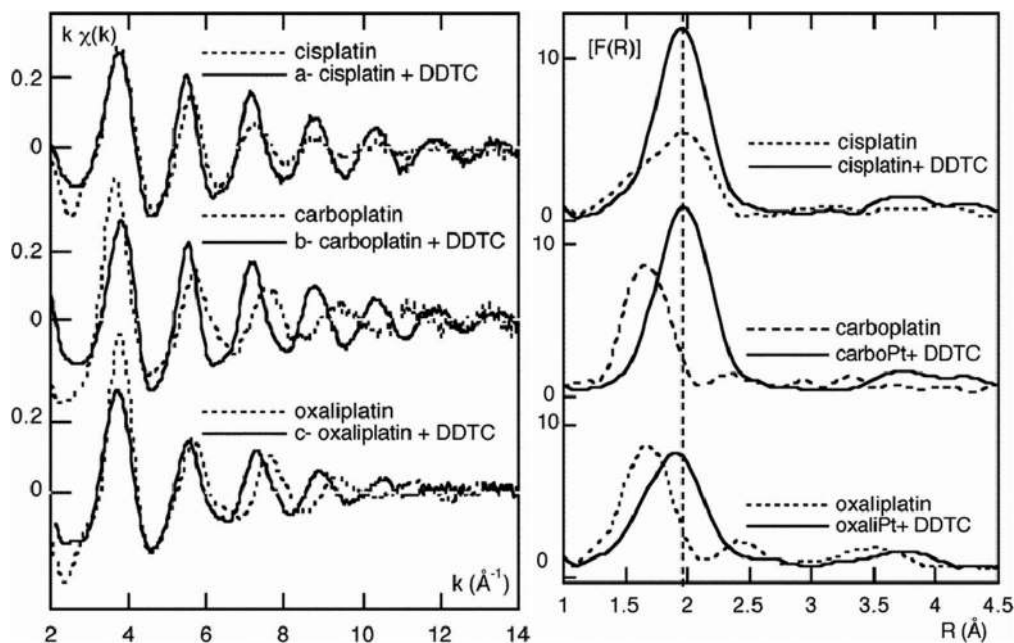 k χ(k)
cisplatin
a- cisplatin + DDTC
0.2
0
carboplatin
b- carboplatin + DDTC
0.2
0
oxaliplatin
c- oxaliplatin + DDTC
0.2
0
k (Å⁻¹)
2 4 6 8 10 12 14
[F(R)]
10
cisplatin
cisplatin+ DDTC
0
10
carboplatin
carboPt+ DDTC
0
10
oxaliplatin
oxaliPt+ DDTC
0
1 1.5 2 2.5 3 3.5 4 4.5
R (Å)